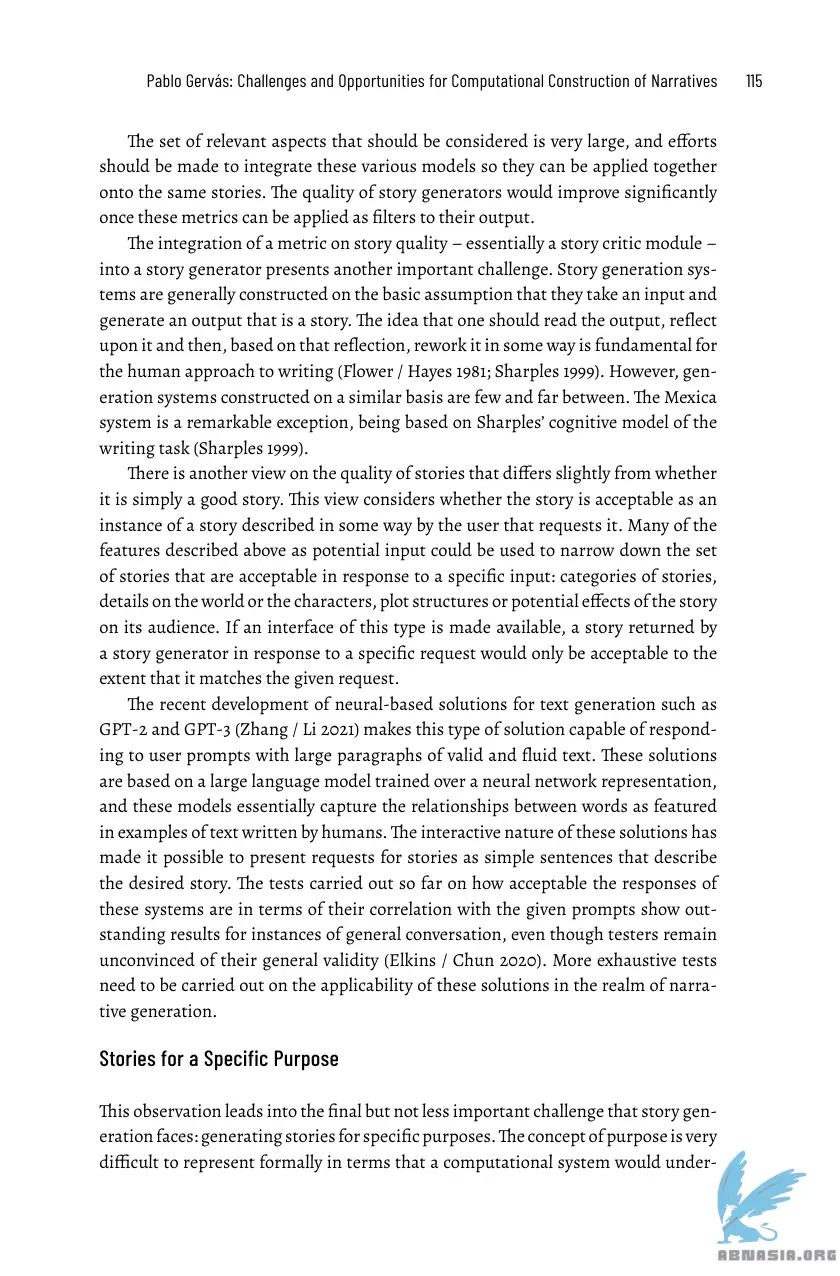 Pablo Gervás: Challenges and Opportunities for Computational Construction of Narratives 115
The set of relevant aspects that should be considered is very large, and efforts
should be made to integrate these various models so they can be applied together
onto the same stories. The quality of story generators would improve significantly
once these metrics can be applied as filters to their output.
The integration of a metric on story quality – essentially a story critic module –
into a story generator presents another important challenge. Story generation sys-
tems are generally constructed on the basic assumption that they take an input and
generate an output that is a story. The idea that one should read the output, reflect
upon it and then, based on that reflection, rework it in some way is fundamental for
the human approach to writing (Flower / Hayes 1981; Sharples 1999). However, gen-
eration systems constructed on a similar basis are few and far between. The Mexica
system is a remarkable exception, being based on Sharples’ cognitive model of the
writing task (Sharples 1999).
There is another view on the quality of stories that differs slightly from whether
it is simply a good story. This view considers whether the story is acceptable as an
instance of a story described in some way by the user that requests it. Many of the
features described above as potential input could be used to narrow down the set
of stories that are acceptable in response to a specific input: categories of stories,
details on the world or the characters, plot structures or potential effects of the story
on its audience. If an interface of this type is made available, a story returned by
a story generator in response to a specific request would only be acceptable to the
extent that it matches the given request.
The recent development of neural-based solutions for text generation such as
GPT-2 and GPT-3 (Zhang / Li 2021) makes this type of solution capable of respond-
ing to user prompts with large paragraphs of valid and fluid text. These solutions
are based on a large language model trained over a neural network representation,
and these models essentially capture the relationships between words as featured
in examples of text written by humans. The interactive nature of these solutions has
made it possible to present requests for stories as simple sentences that describe
the desired story. The tests carried out so far on how acceptable the responses of
these systems are in terms of their correlation with the given prompts show out-
standing results for instances of general conversation, even though testers remain
unconvinced of their general validity (Elkins / Chun 2020). More exhaustive tests
need to be carried out on the applicability of these solutions in the realm of narra-
tive generation.
Stories for a Specific Purpose
This observation leads into the final but not less important challenge that story gen-
eration faces: generating stories for specific purposes. The concept of purpose is very
difficult to represent formally in terms that a computational system would under-
ABNASIA.ORG